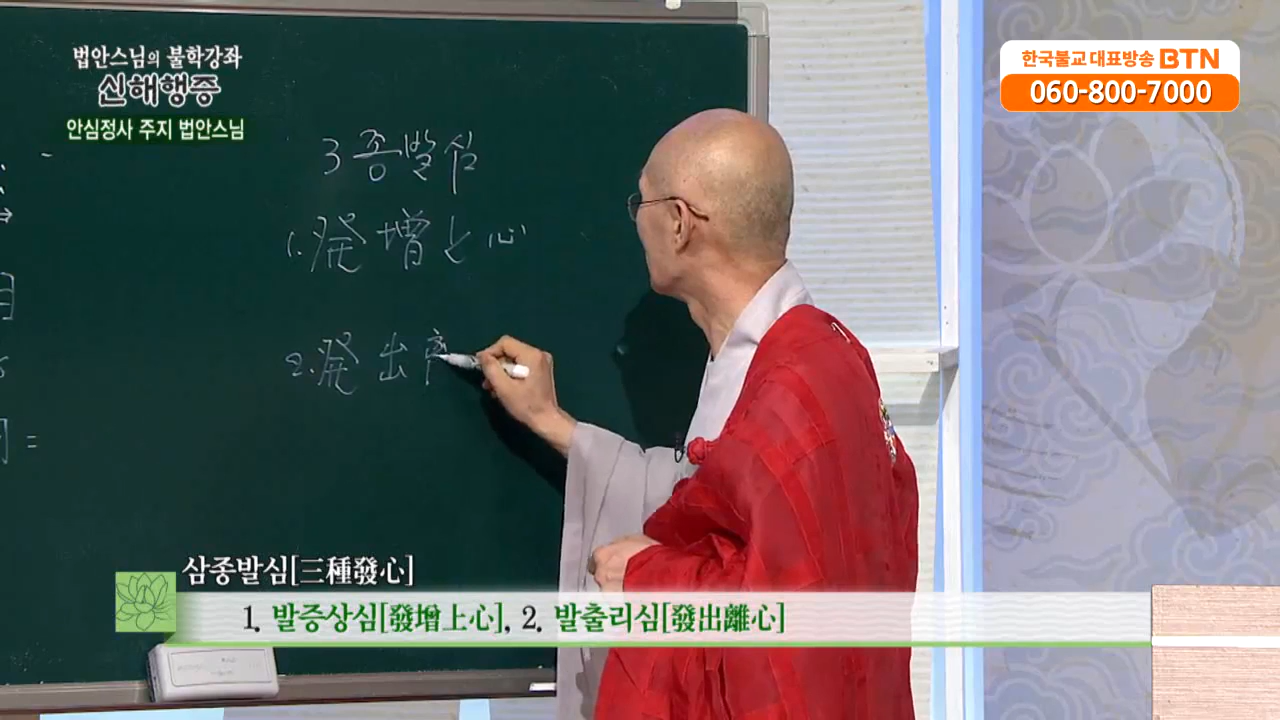 법안스님의 불학강좌
신해행증
안심정사 주지 법안스님
한국불교 대표방송 BTN
060-800-7000
3종발심
1. 発増上心
2. 発出
삼종발심[三種發心]
1. 발증상심[發增上心], 2. 발출리심[發出離心]